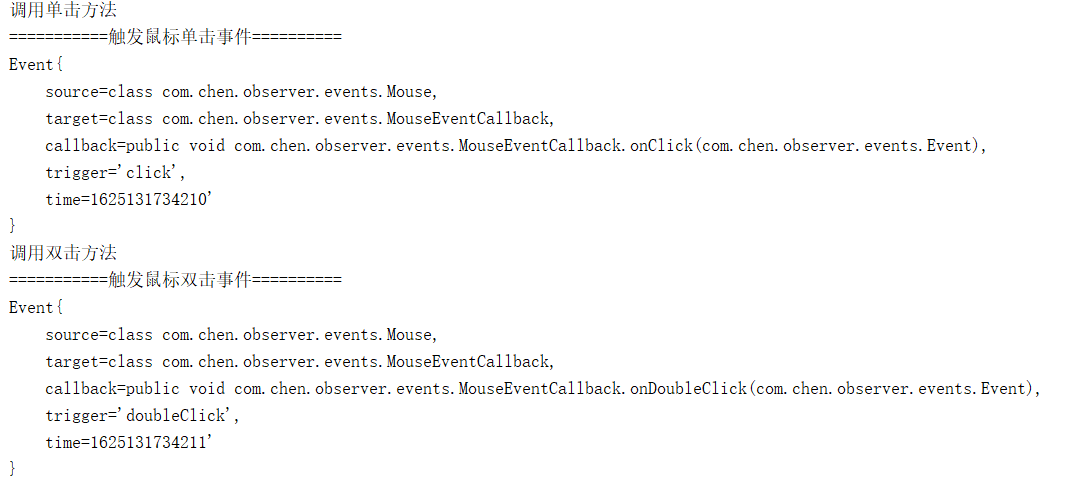 调用单击方法
===========触发鼠标单击事件==========
Event{
    source=class com.chen.observer.events.Mouse,
    target=class com.chen.observer.events.MouseEventCallback,
    callback=public void com.chen.observer.events.MouseEventCallback.onClick(com.chen.observer.events.Event),
    trigger='click',
    time=1625131734210'
}
调用双击方法
===========触发鼠标双击事件==========
Event{
    source=class com.chen.observer.events.Mouse,
    target=class com.chen.observer.events.MouseEventCallback,
    callback=public void com.chen.observer.events.MouseEventCallback.onDoubleClick(com.chen.observer.events.Event),
    trigger='doubleClick',
    time=1625131734211'
}